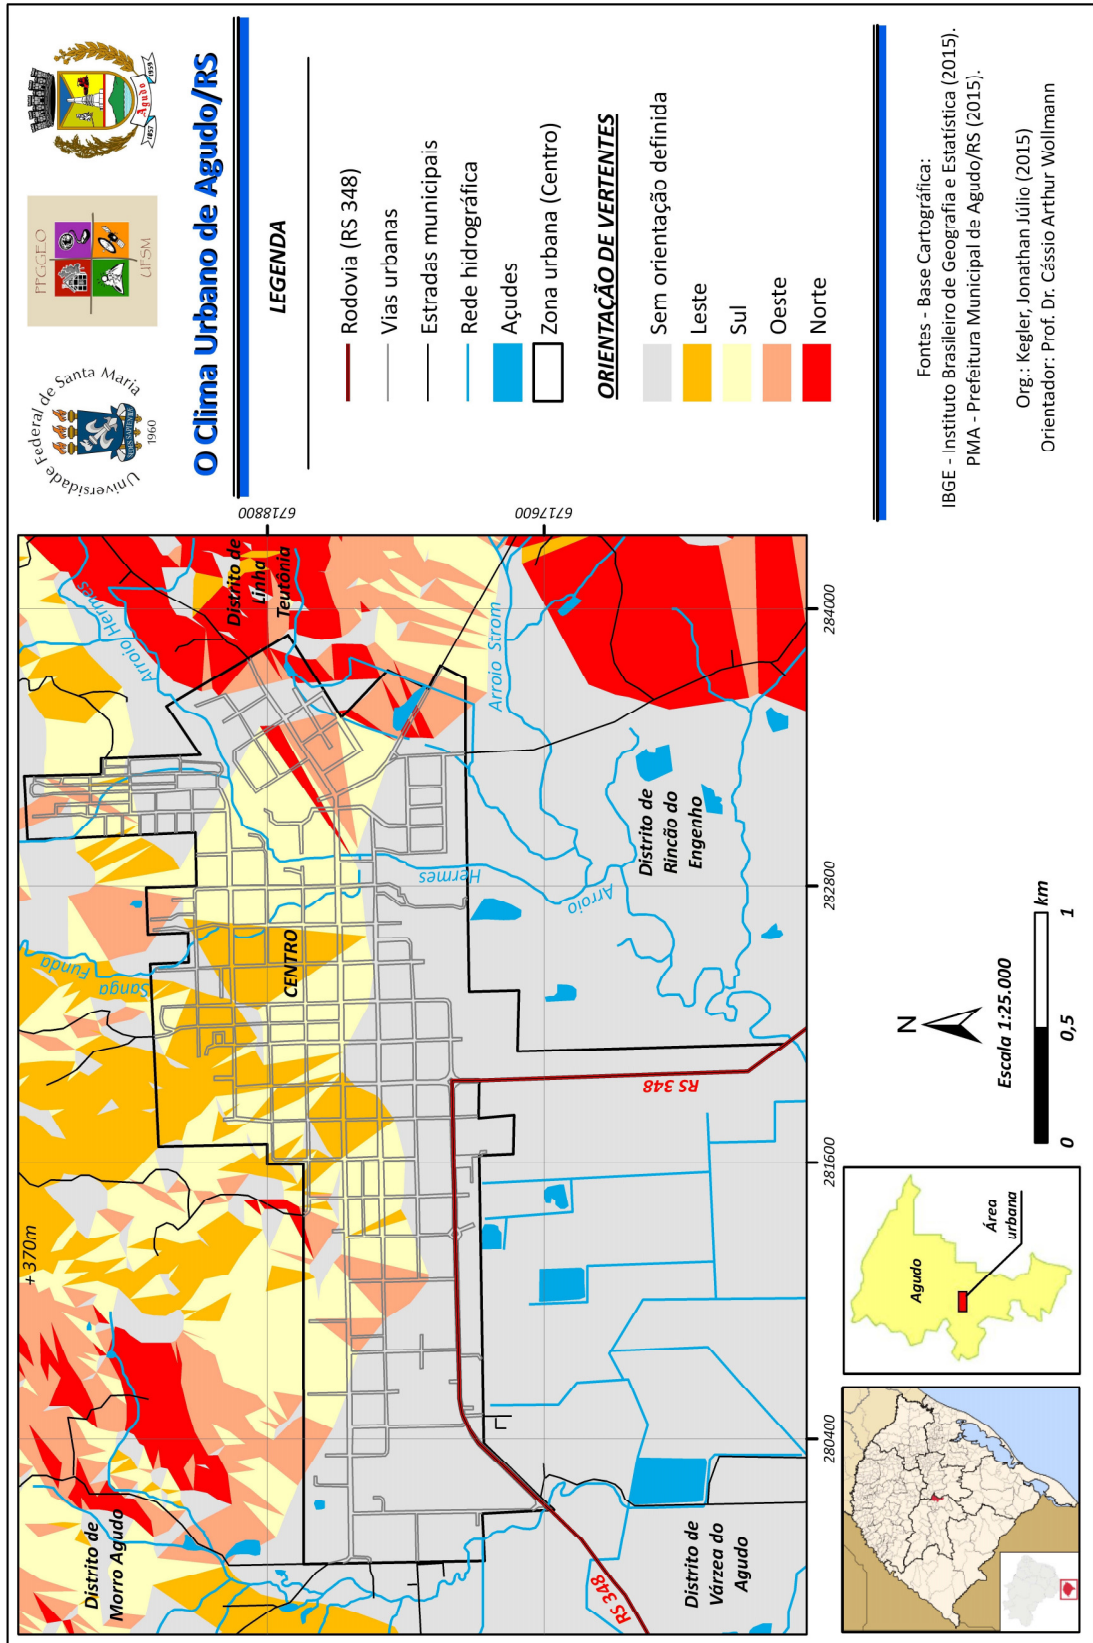 Universidade Federal de Santa Maria
1960
PPGGEO
UFSM
1857 Agudo 1959
O Clima Urbano de Agudo/RS
LEGENDA
Rodovia (RS 348)
Vias urbanas
Estradas municipais
Rede hidrográfica
Açudes
Zona urbana (Centro)
ORIENTAÇÃO DE VERTENTES
Sem orientação definida
Leste
Sul
Oeste
Norte
Fontes - Base Cartográfica:
IBGE - Instituto Brasileiro de Geografia e Estatística (2015).
PMA - Prefeitura Municipal de Agudo/RS (2015).
Org.: Kegler, Jonathan Júlio (2015)
Orientador: Prof. Dr. Cássio Arthur Wollmann
+ 370m
Distrito de
Morro Agudo
Sanga Funda
Arroio Hermes
Distrito de
Linha
Teutônia
CENTRO
Hermes
Arroio
Arroio Strom
RS 348
RS 348
Distrito de
Várzea do
Agudo
Distrito de
Rincão do
Engenho
6718800
6717600
280400
281600
282800
284000
Agudo
Área
urbana
N
Escala 1:25.000
0 0,5 1 km